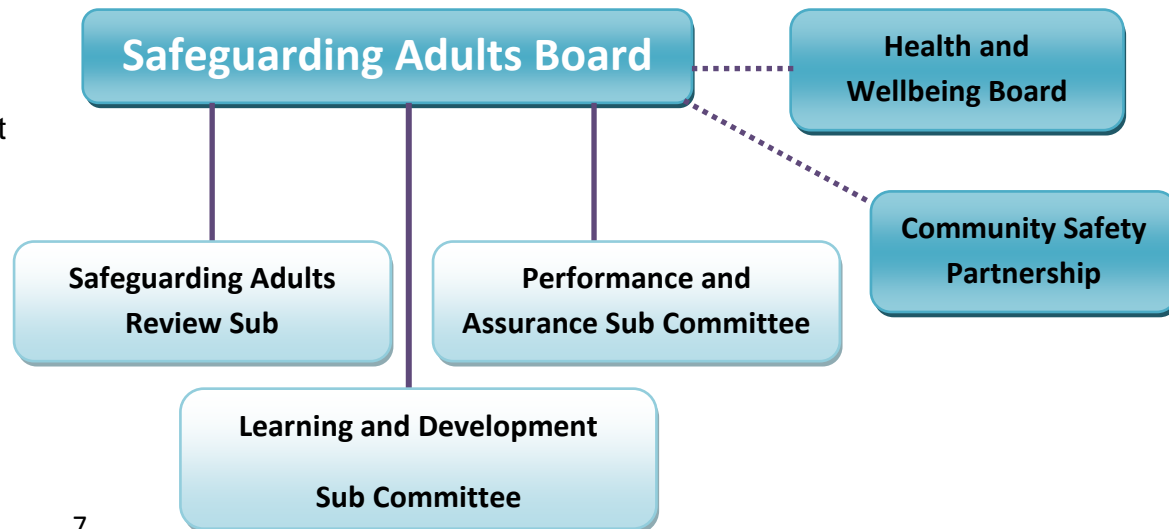 Safeguarding Adults Board
Health and
Wellbeing Board
t
Community Safety
Partnership
Safeguarding Adults
Review Sub
Performance and
Assurance Sub Committee
Learning and Development
Sub Committee
7